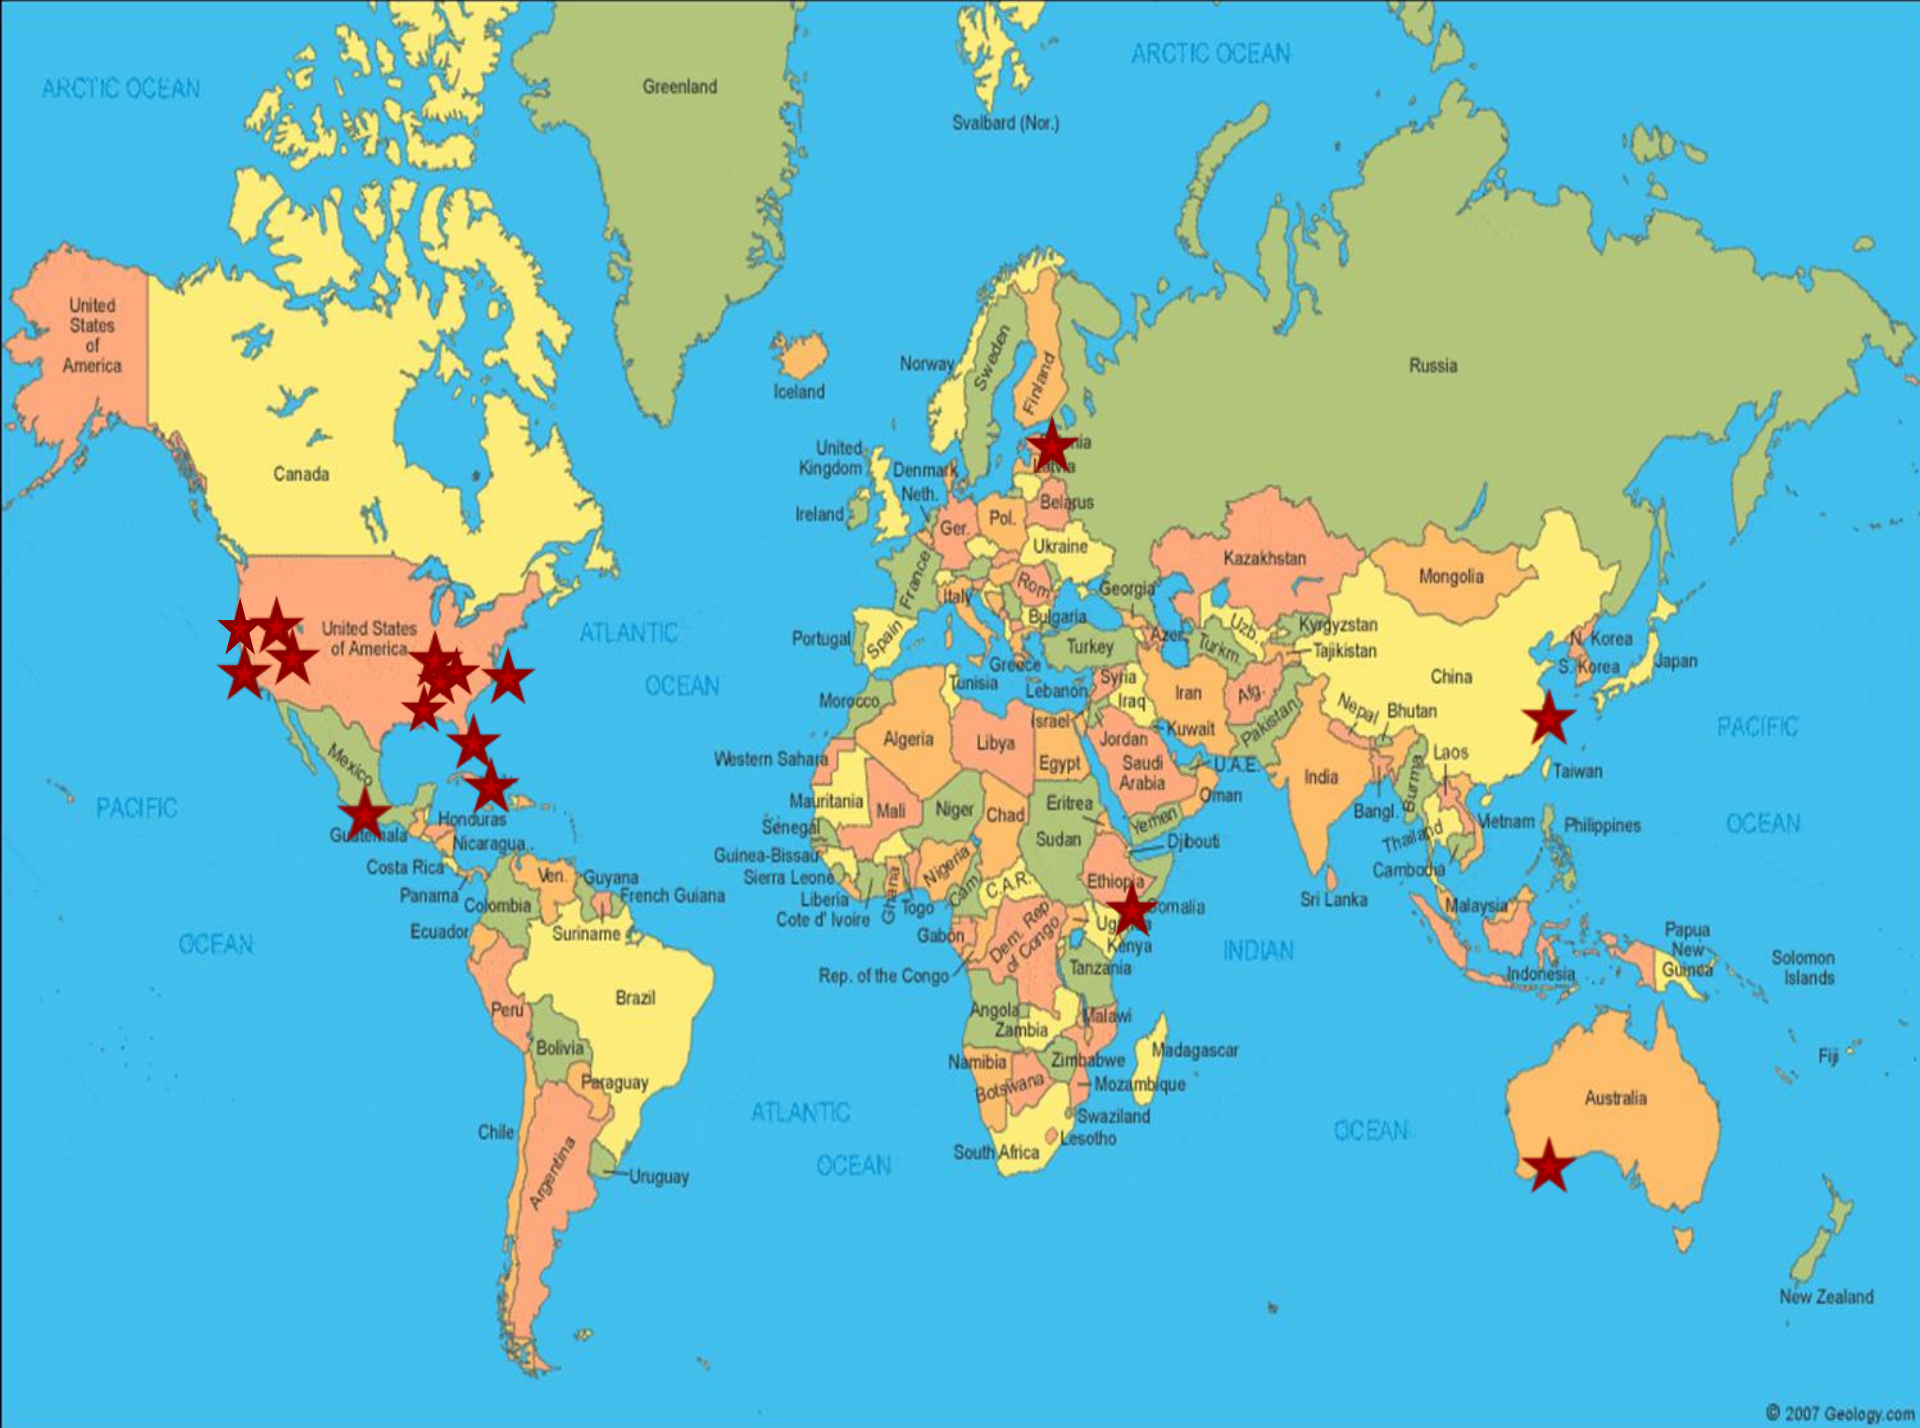 ARCTIC OCEAN
ARCTIC OCEAN
Greenland
Svalbard (Nor.)
United
States
of
America
Canada
Iceland
Norway
Sweden
Finland
Russia
United
Kingdom
Ireland
Denmark
Neth.
Latvia
Belarus
Ger.
Pol.
Ukraine
France
Rom.
Italy
Bulgaria
Georgia
Kazakhstan
Mongolia
United States
of America
ATLANTIC
OCEAN
Portugal
Spain
Greece
Turkey
Azer.
Turkm.
Uzb.
Kyrgyzstan
Tajikistan
China
N. Korea
S. Korea
Japan
Morocco
Tunisia
Lebanon
Syria
Iraq
Iran
Afg.
Pakistan
Nepal
Bhutan
Israel
Kuwait
Jordan
Western Sahara
Algeria
Libya
Egypt
Saudi
Arabia
U.A.E.
Oman
India
Bangl.
Burma
Laos
Taiwan
PACIFIC
OCEAN
Mexico
PACIFIC
OCEAN
Guatemala
Honduras
Nicaragua
Costa Rica
Panama
Ven.
Guyana
French Guiana
Colombia
Suriname
Ecuador
Mauritania
Mali
Niger
Chad
Eritrea
Sudan
Yemen
Djibouti
Senegal
Guinea-Bissau
Sierra Leone
Liberia
Cote d' Ivoire
Ghana
Togo
Nigeria
Cam.
C.A.R.
Ethiopia
Somalia
Kenya
Gabon
Dem. Rep
of Congo
Rep. of the Congo
Tanzania
Sri Lanka
Thailand
Cambodia
Vietnam
Philippines
Malaysia
Indonesia
Papua
New
Guinea
Solomon
Islands
INDIAN
OCEAN
Brazil
Peru
Bolivia
Paraguay
Chile
Argentina
Uruguay
ATLANTIC
OCEAN
Angola
Zambia
Malawi
Namibia
Botswana
Zimbabwe
Mozambique
Madagascar
Swaziland
Lesotho
South Africa
Australia
Fiji
New Zealand
© 2007 Geology.com